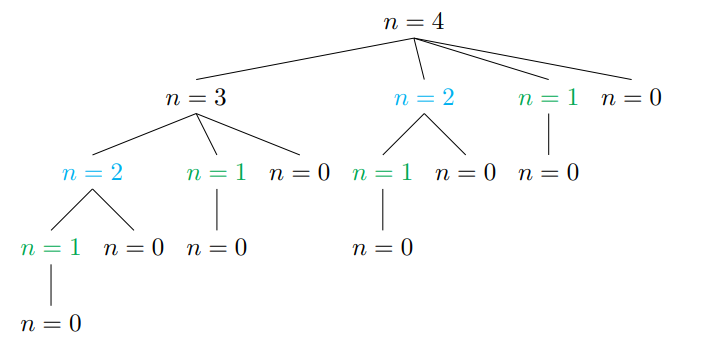 n = 4
n = 3 n = 2 n = 1 n = 0
n = 2 n = 1 n = 0 n = 1 n = 0 n = 0
n = 1 n = 0 n = 0 n = 0
n = 0